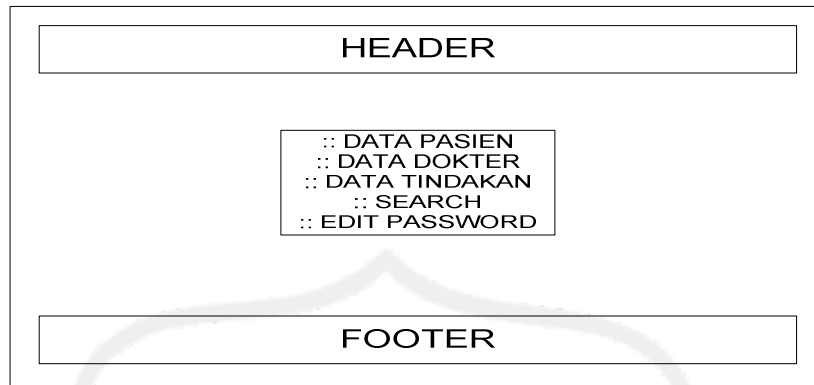 HEADER
:: DATA PASIEN
:: DATA DOKTER
:: DATA TINDAKAN
:: SEARCH
:: EDIT PASSWORD
FOOTER